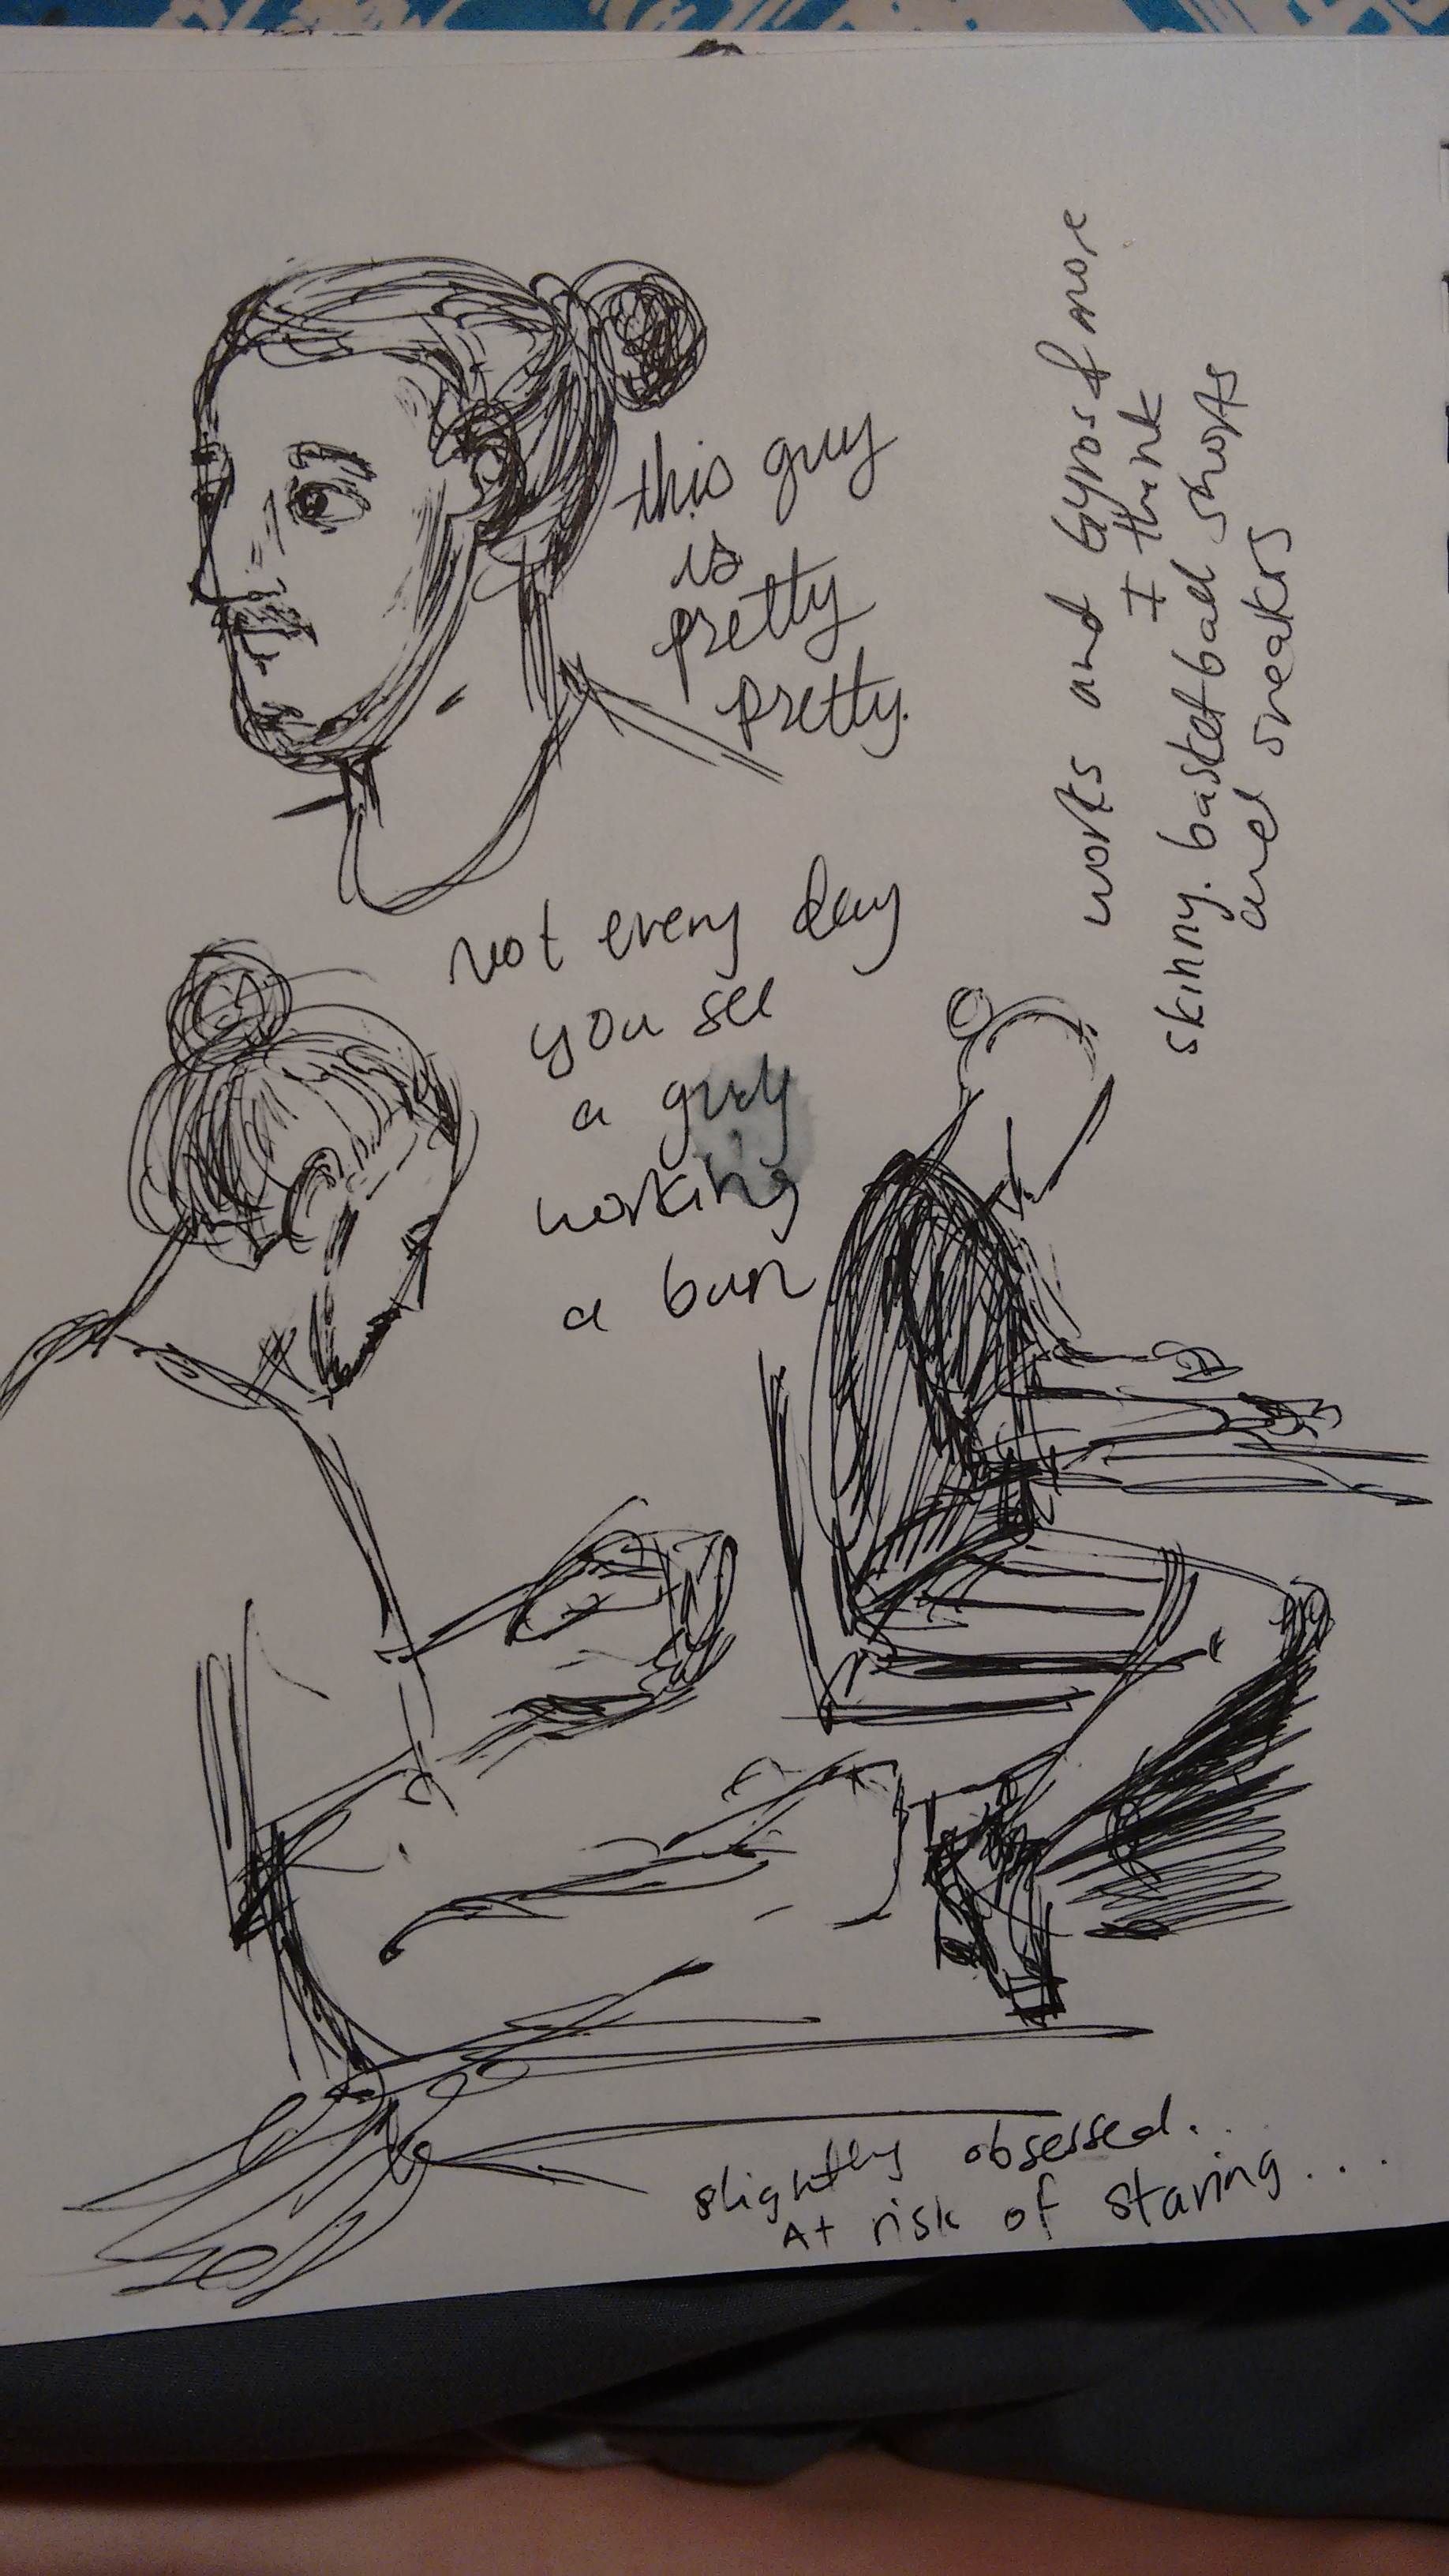 this guy
is
pretty
pretty.
not every day
you see
a guy
working
a bun
works and Gyros & more
I think
skinny. basketball shorts
and sneakers
slightly obsessed...
At risk of staring....